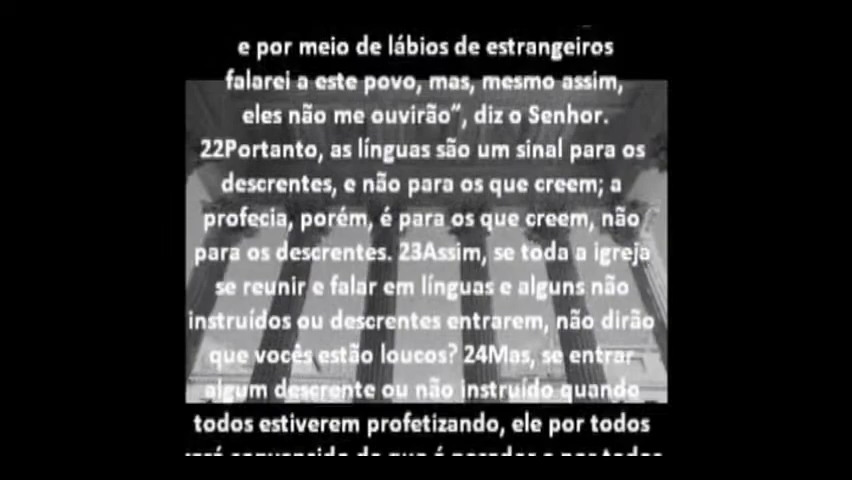 e por meio de lábios de estrangeiros
falarei a este povo, mas, mesmo assim,
eles não me ouvirão”, diz o Senhor.
22Portanto, as línguas são um sinal para os
descrentes, e não para os que creem; a
profecia, porém, é para os que creem, não
para os descrentes. 23Assim, se toda a igreja
se reunir e falar em línguas e alguns não
instruídos ou descrentes entrarem, não dirão
que vocês estão loucos? 24Mas, se entrar
algum descrente ou não instruído quando
todos estiverem profetizando, ele por todos